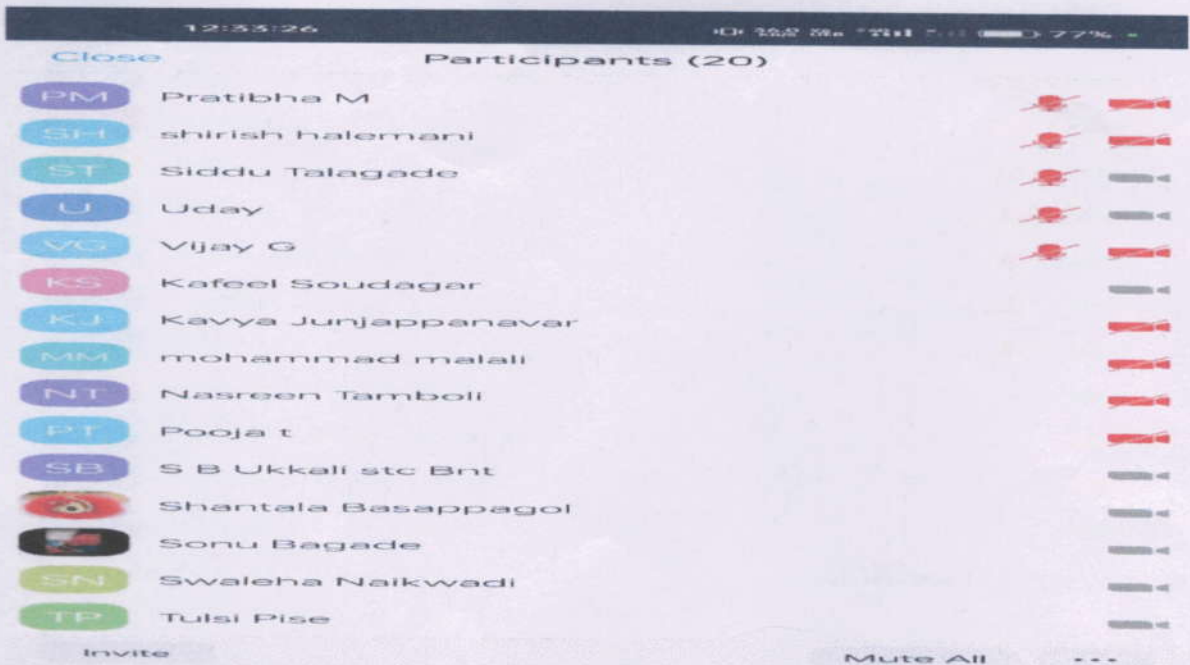 12:33:26 77%
Close Participants (20)
PM Pratibha M
SH shirish halemani
ST Siddu Talagade
U Uday
VG Vijay G
KS Kafeel Soudagar
KJ Kavya Junjappanavar
MM mohammad malali
NT Nasreen Tamboli
PT Pooja t
SB S B Ukkali stc Bnt
Shantala Basappagol
Sonu Bagade
SN Swaleha Naikwadi
TP Tulsi Pise
Invite Mute All ...